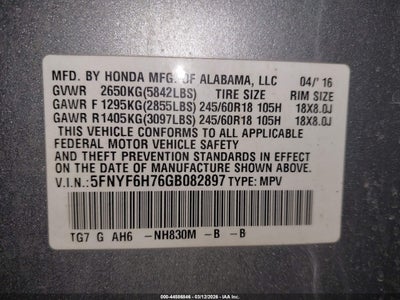 MFD. BY HONDA MFG. OF ALABAMA, LLC 04/'16
GVWR 2650KG(5842LBS) TIRE SIZE RIM SIZE
GAWR F 1295KG(2855LBS) 245/60R18 105H 18X8.0J
GAWR R1405KG(3097LBS) 245/60R18 105H 18X8.0J
THIS VEHICLE CONFORMS TO ALL APPLICABLE
FEDERAL MOTOR VEHICLE SAFETY AND
THEFT PREVENTION STANDARDS IN EFFECT ON
THE DATE OF MANUFACTURE SHOWN ABOVE.
V.I.N.: 5FNYF6H76GB082897 TYPE: MPV
TG7 G AH6 -NH830M -B -B
000-44588846 - 03/12/2026 - IAA Inc.